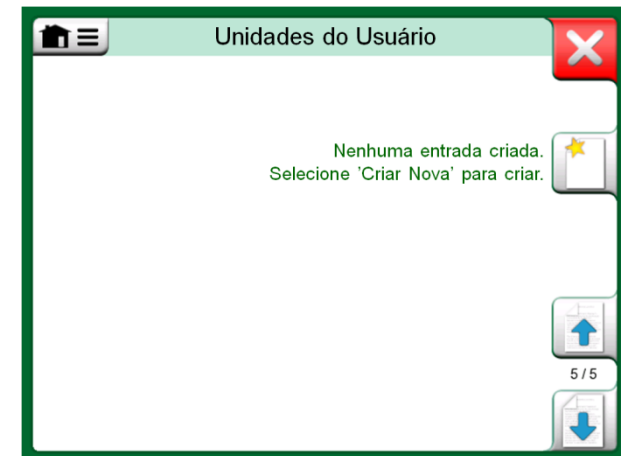 Unidades do Usuário
Nenhuma entrada criada.
Selecione 'Criar Nova' para criar.
5 / 5